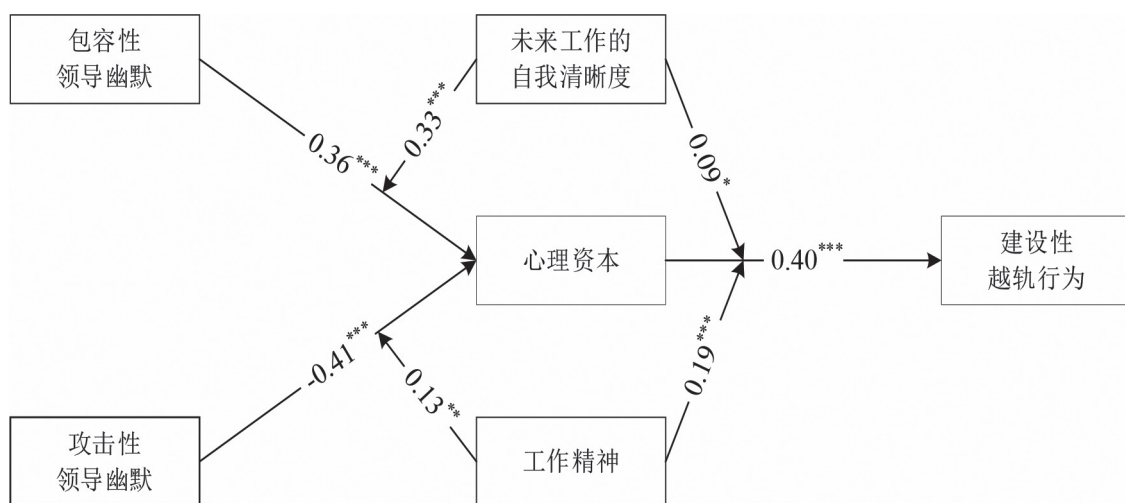 包容性
领导幽默
未来工作的
自我清晰度
0.36***
0.33***
0.09*
心理资本
0.40***
建设性
越轨行为
-0.41***
0.13**
0.19***
攻击性
领导幽默
工作精神